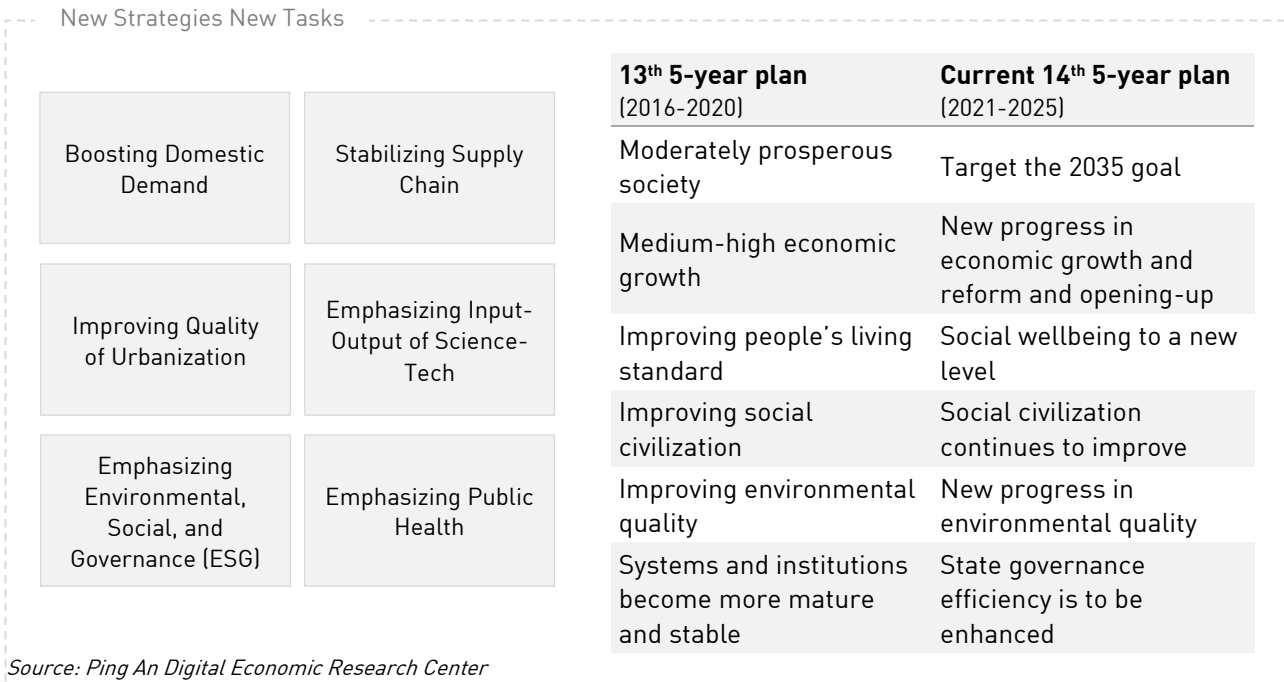 New Strategies New Tasks
Boosting Domestic
Demand
Stabilizing Supply
Chain
Improving Quality
of Urbanization
Emphasizing Input-
Output of Science-
Tech
Emphasizing
Environmental,
Social, and
Governance (ESG)
Emphasizing Public
Health
13th 5-year plan
(2016-2020)
Current 14th 5-year plan
(2021-2025)
Moderately prosperous
society
Target the 2035 goal
Medium-high economic
growth
New progress in
economic growth and
reform and opening-up
Improving people's living
standard
Social wellbeing to a new
level
Improving social
civilization
Social civilization
continues to improve
Improving environmental
quality
New progress in
environmental quality
Systems and institutions
become more mature
and stable
State governance
efficiency is to be
enhanced
Source: Ping An Digital Economic Research Center